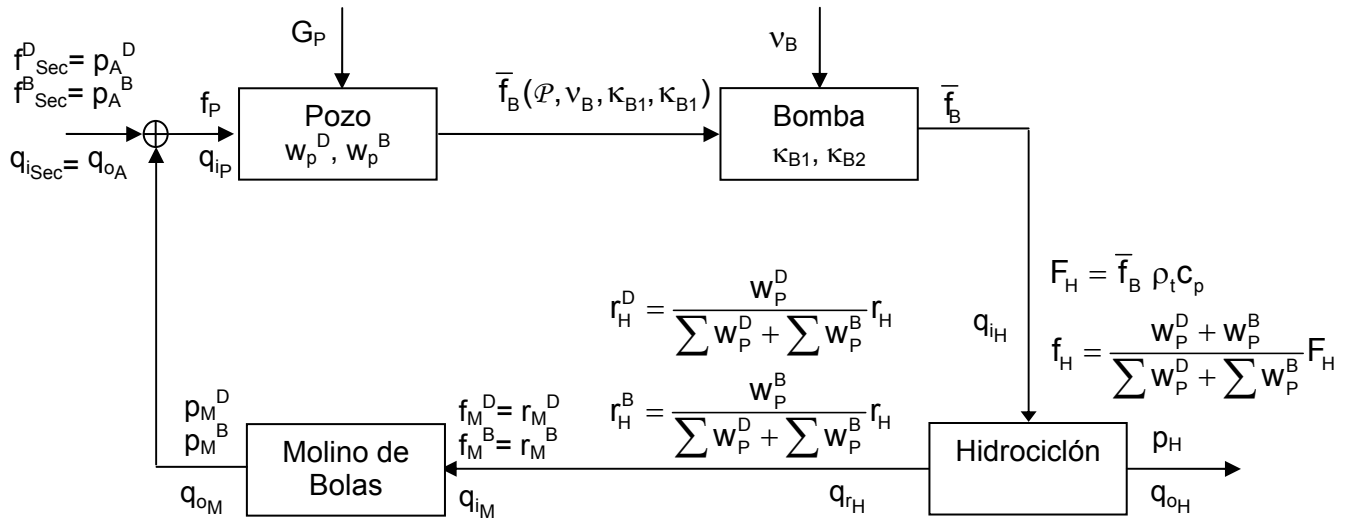 f^D_Sec = p_A^D
f^B_Sec = p_A^B
q_iSec = q_oA
f_P
q_iP
G_P
Pozo
w_p^D, w_p^B
f̅_B(𝒫, ν_B, κ_B1, κ_B1)
ν_B
Bomba
κ_B1, κ_B2
f̅_B
q_iH
F_H = f̅_B ρ_t c_p
f_H = (w_P^D + w_P^B) / (∑ w_P^D + ∑ w_P^B) F_H
r_H^D = w_P^D / (∑ w_P^D + ∑ w_P^B) r_H
r_H^B = w_P^B / (∑ w_P^D + ∑ w_P^B) r_H
p_M^D
p_M^B
q_oM
Molino de
Bolas
f_M^D = r_M^D
f_M^B = r_M^B
q_iM
q_rH
Hidrociclón
p_H
q_oH